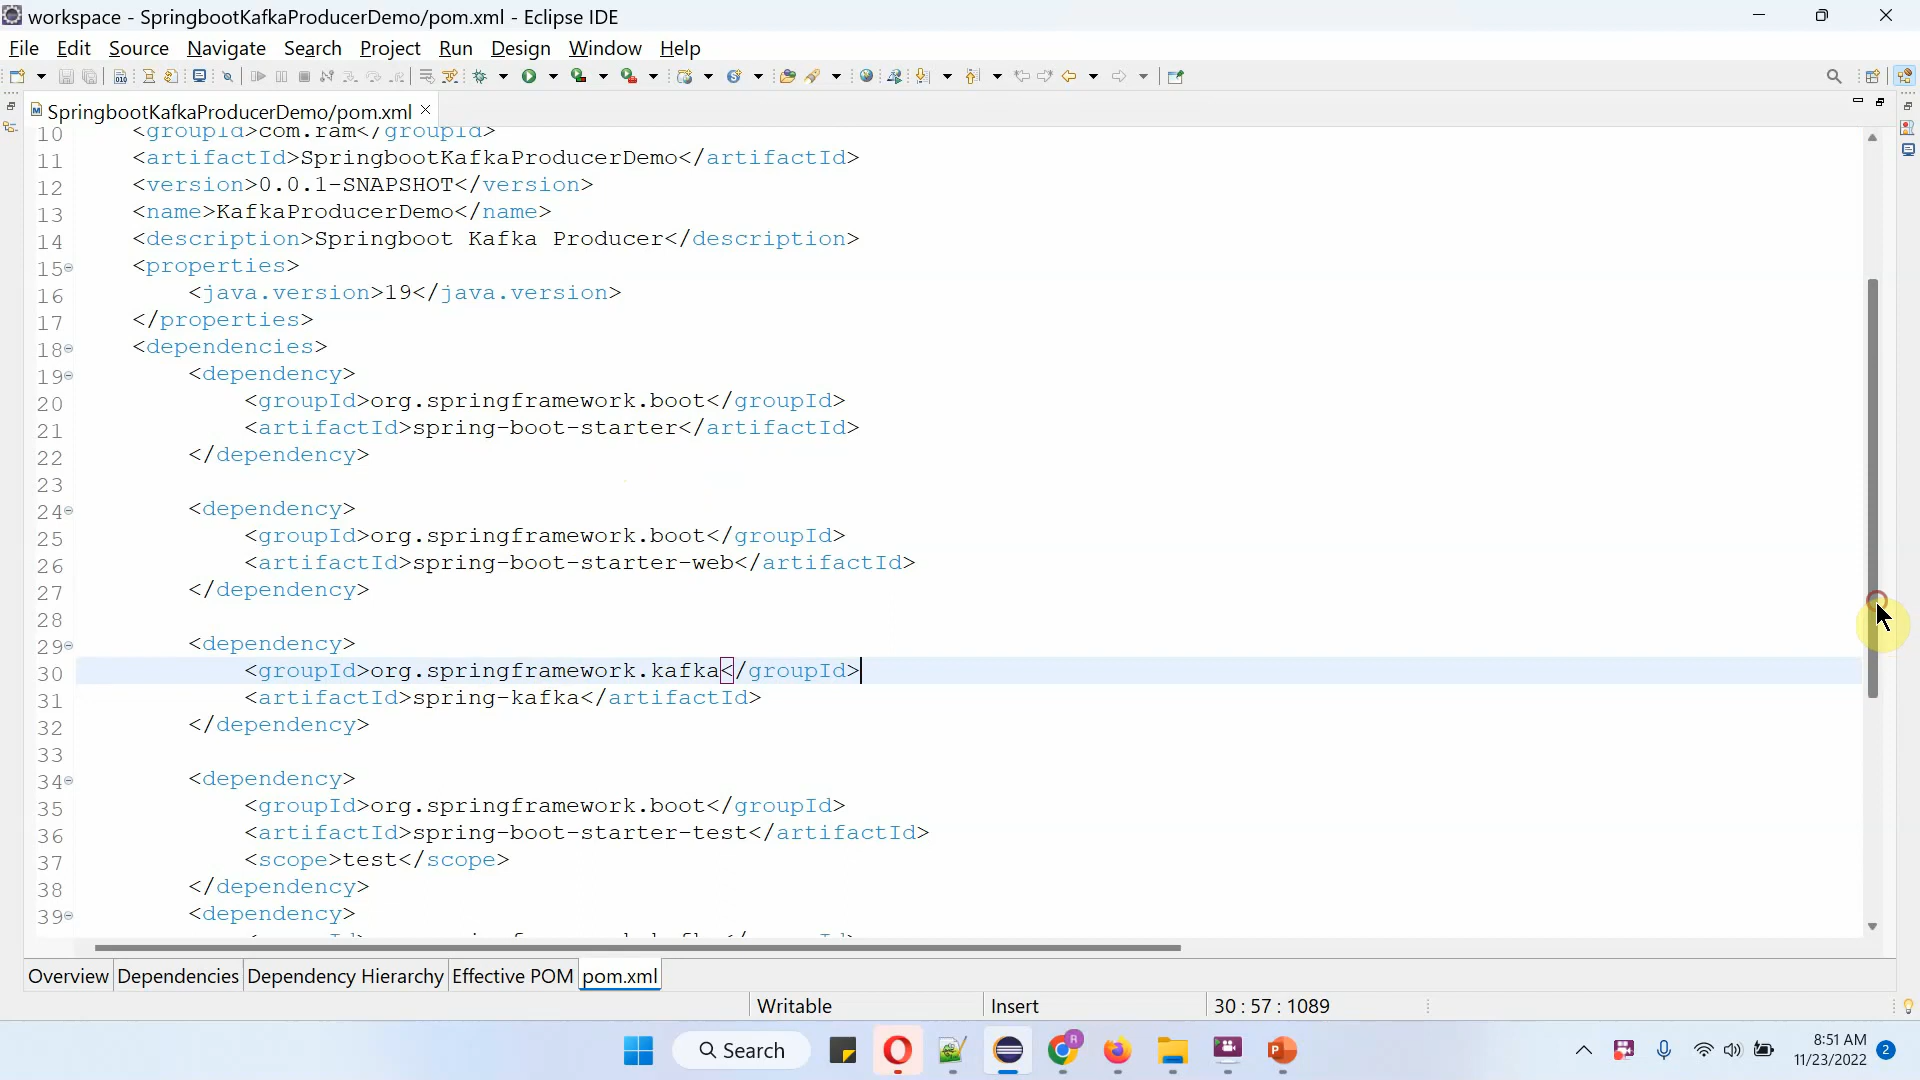 workspace - SpringbootKafkaProducerDemo/pom.xml - Eclipse IDE
File Edit Source Navigate Search Project Run Design Window Help
SpringbootKafkaProducerDemo/pom.xml
10 <groupId>com.ram</groupId>
11 <artifactId>SpringbootKafkaProducerDemo</artifactId>
12 <version>0.0.1-SNAPSHOT</version>
13 <name>KafkaProducerDemo</name>
14 <description>Springboot Kafka Producer</description>
15 <properties>
16 <java.version>19</java.version>
17 </properties>
18 <dependencies>
19 <dependency>
20 <groupId>org.springframework.boot</groupId>
21 <artifactId>spring-boot-starter</artifactId>
22 </dependency>
23
24 <dependency>
25 <groupId>org.springframework.boot</groupId>
26 <artifactId>spring-boot-starter-web</artifactId>
27 </dependency>
28
29 <dependency>
30 <groupId>org.springframework.kafka</groupId>
31 <artifactId>spring-kafka</artifactId>
32 </dependency>
33
34 <dependency>
35 <groupId>org.springframework.boot</groupId>
36 <artifactId>spring-boot-starter-test</artifactId>
37 <scope>test</scope>
38 </dependency>
39 <dependency>
Overview Dependencies Dependency Hierarchy Effective POM pom.xml
Writable Insert 30 : 57 : 1089
Search
8:51 AM
11/23/2022 2